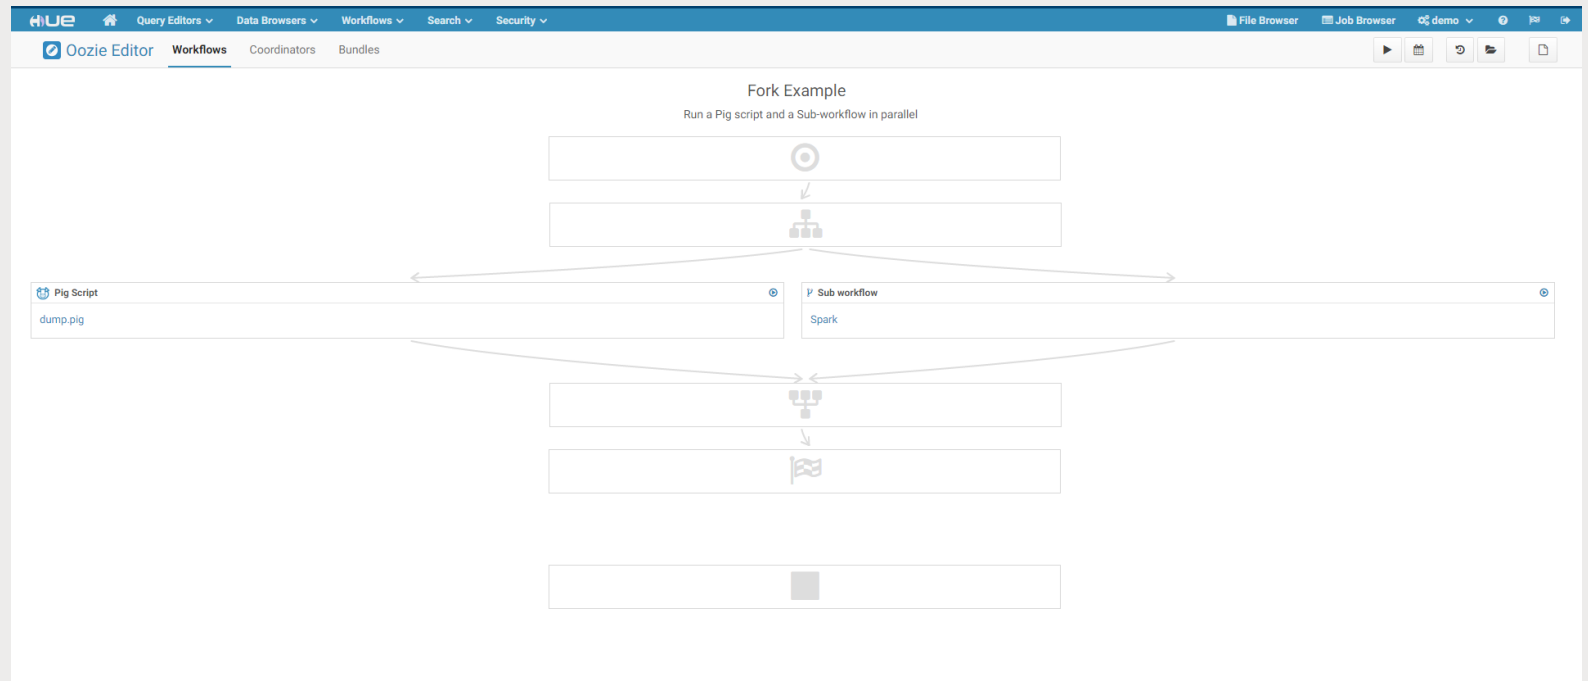 HUE Query Editors Data Browsers Workflows Search Security File Browser Job Browser demo
Oozie Editor Workflows Coordinators Bundles
Fork Example
Run a Pig script and a Sub-workflow in parallel
Pig Script
dump.pig
Sub workflow
Spark